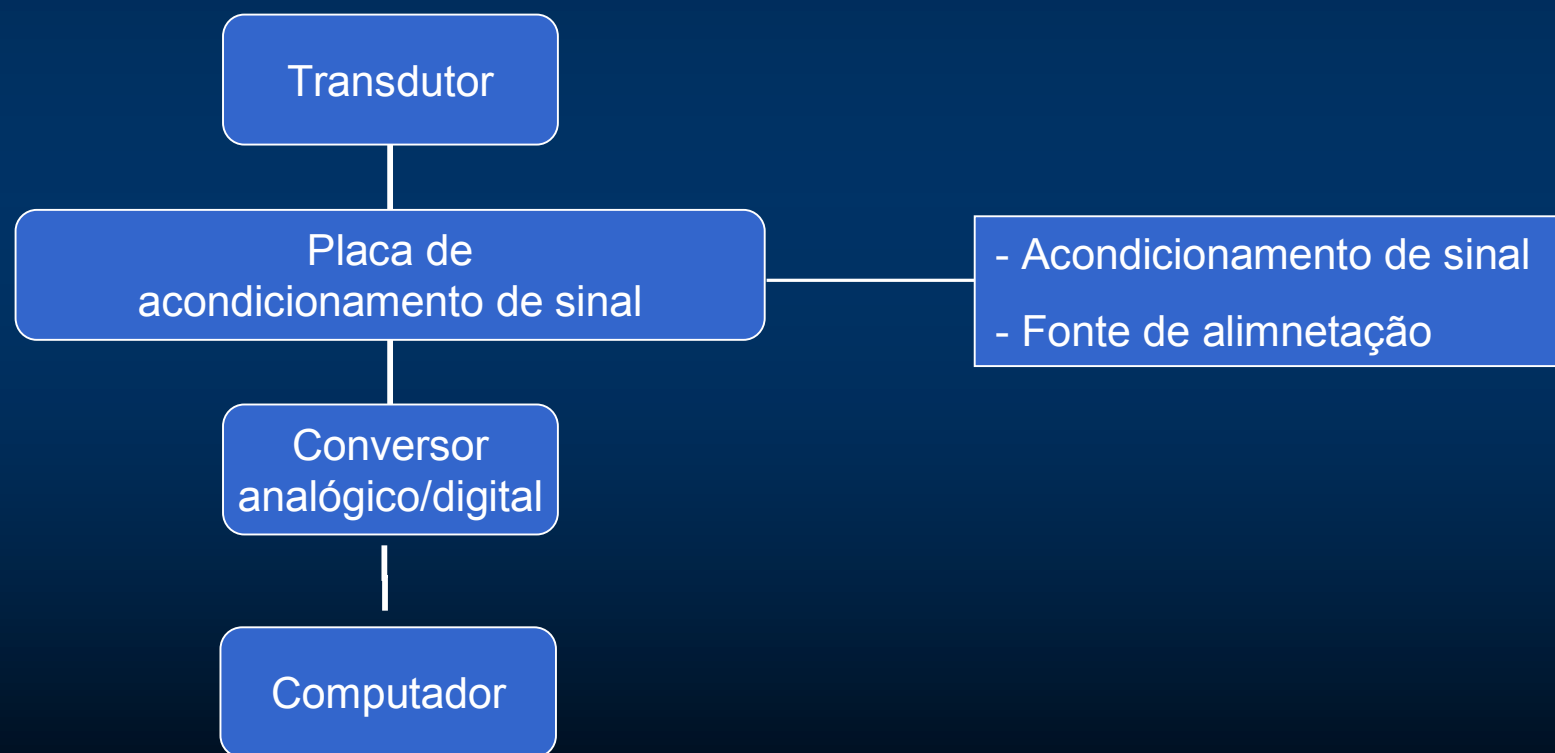 Transdutor
Placa de
acondicionamento de sinal
- Acondicionamento de sinal
- Fonte de alimnetação
Conversor
analógico/digital
Computador